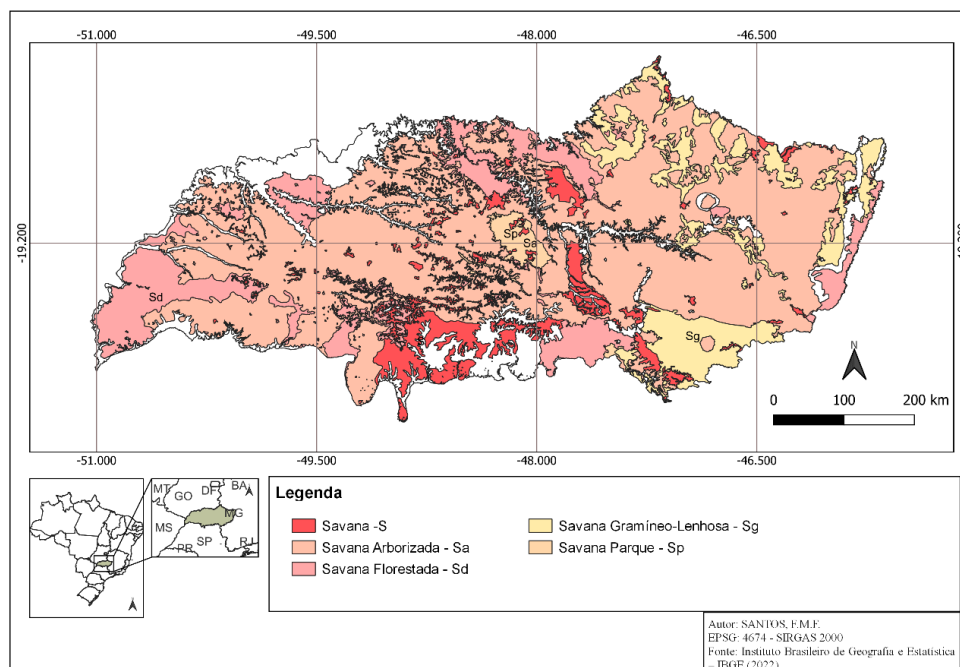 -51.000 -49.500 -48.000 -46.500
-19.200
Sp
Sa
Sd
Sg
N
0 100 200 km
-51.000 -49.500 -48.000 -46.500
MT GO DF BA
MS MG
PR SP RJ
Legenda
Savana -S
Savana Arborizada - Sa
Savana Florestada - Sd
Savana Gramíneo-Lenhosa - Sg
Savana Parque - Sp
Autor: SANTOS, F.M.F.
EPSG: 4674 - SIRGAS 2000
Fonte: Instituto Brasileiro de Geografia e Estatística
– IBGE (2022)